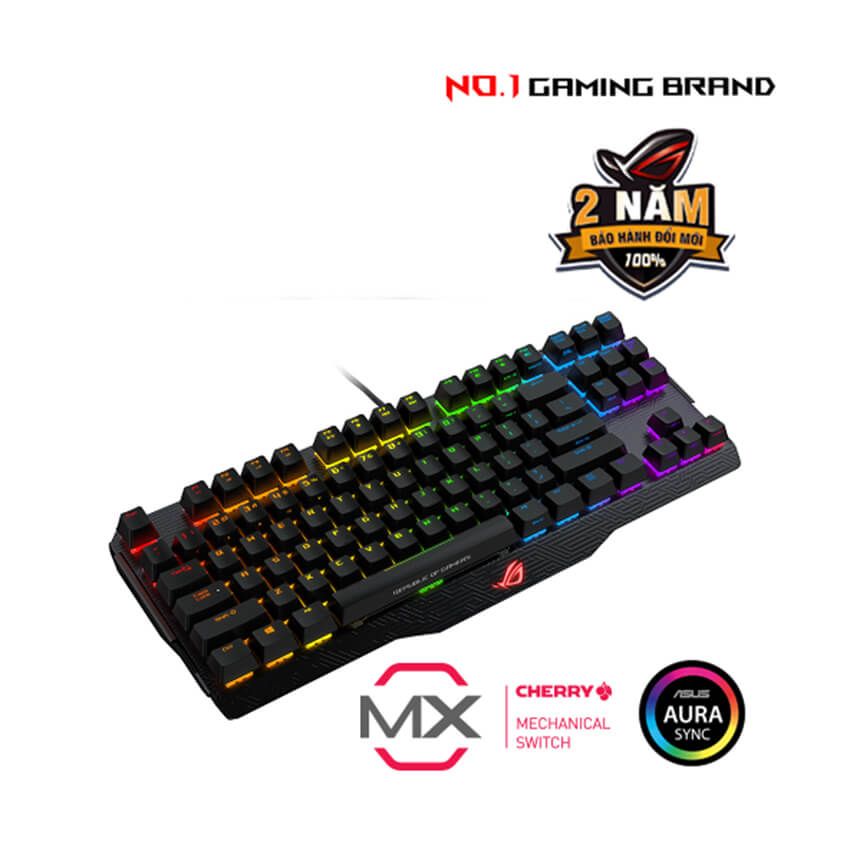 NO.1 GAMING BRAND
2 NĂM
BẢO HÀNH ĐỔI MỚI
100%
REPUBLIC OF GAMERS
MX
CHERRY
MECHANICAL
SWITCH
ASUS
AURA
SYNC